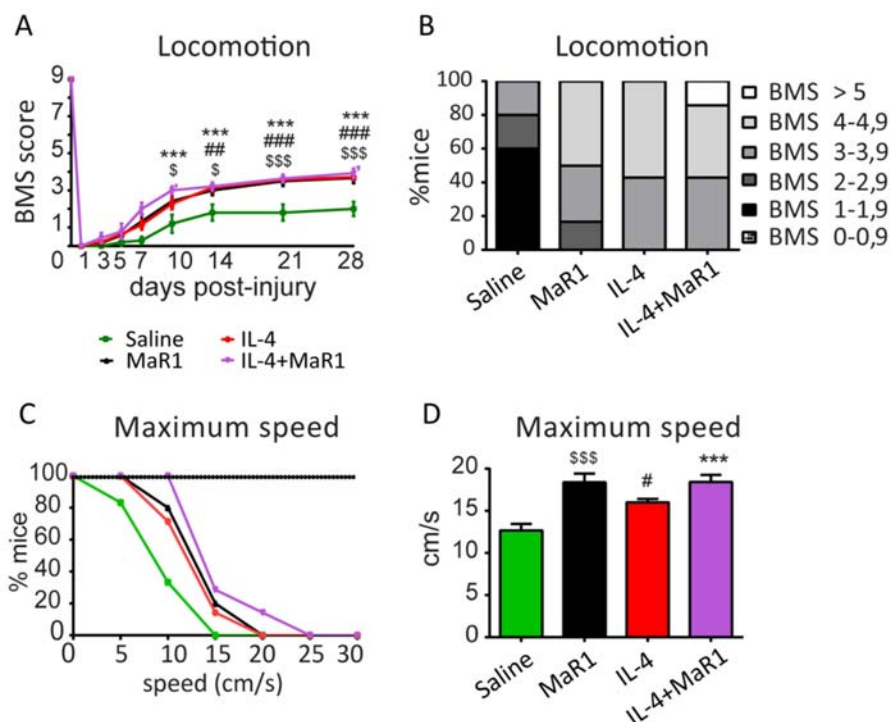 A
Locomotion
BMS score
9
7
5
3
1
0
***
$
***
##
$
***
###
$$$
***
###
$$$
1 3 5 7 10 14 21 28
days post-injury
Saline
IL-4
MaR1
IL-4+MaR1
B
Locomotion
%mice
100
80
60
40
20
0
Saline
MaR1
IL-4
IL-4+MaR1
BMS > 5
BMS 4-4,9
BMS 3-3,9
BMS 2-2,9
BMS 1-1,9
BMS 0-0,9
C
Maximum speed
% mice
100
80
60
40
20
0
0 5 10 15 20 25 30
speed (cm/s)
D
Maximum speed
cm/s
20
15
10
5
0
$$$
#
***
Saline
MaR1
IL-4
IL-4+MaR1